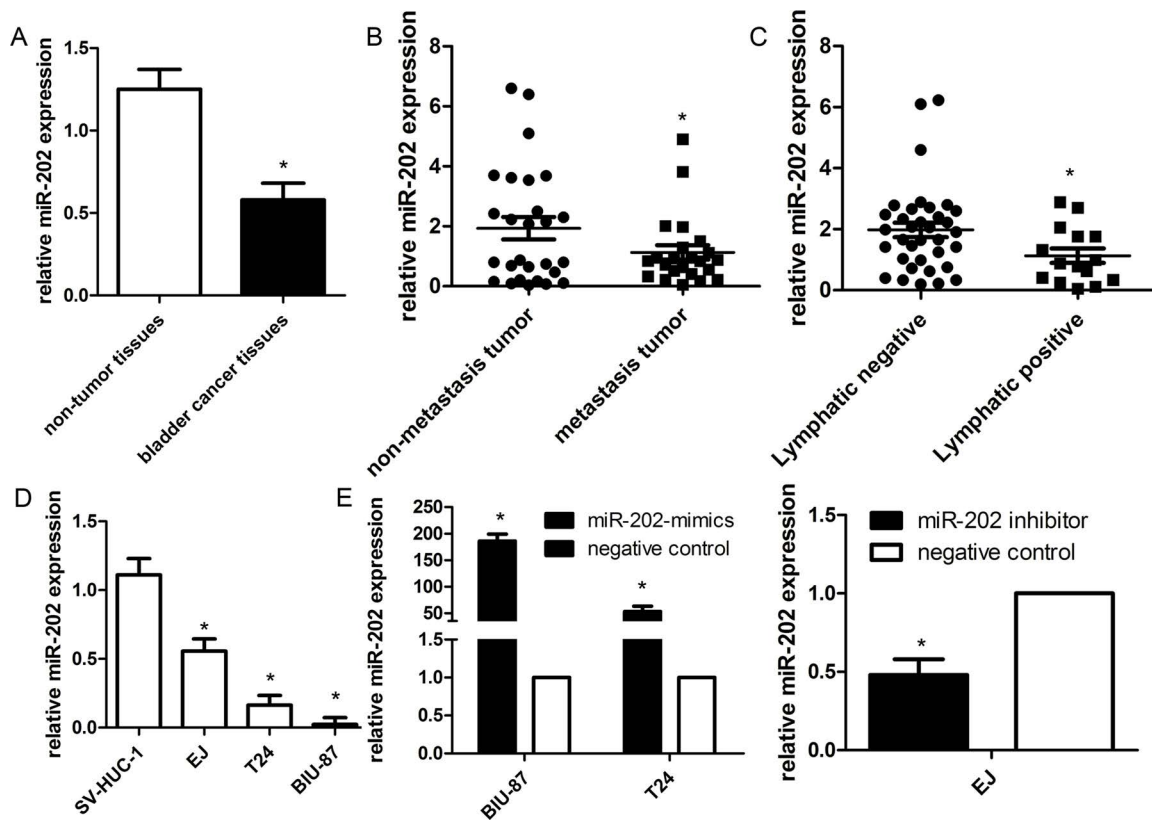 A
relative miR-202 expression
1.5
1.0
0.5
0.0
*
non-tumor tissues
bladder cancer tissues
B
relative miR-202 expression
8
6
4
2
0
*
non-metastasis tumor
metastasis tumor
C
relative miR-202 expression
8
6
4
2
0
*
Lymphatic negative
Lymphatic positive
D
relative miR-202 expression
1.5
1.0
0.5
0.0
*
*
*
SV-HUC-1
EJ
T24
BIU-87
E
relative miR-202 expression
250
200
150
100
50
1.5
1.0
0.5
0.0
*
*
miR-202-mimics
negative control
BIU-87
T24
relative miR-202 expression
1.5
1.0
0.5
0.0
miR-202 inhibitor
negative control
*
EJ